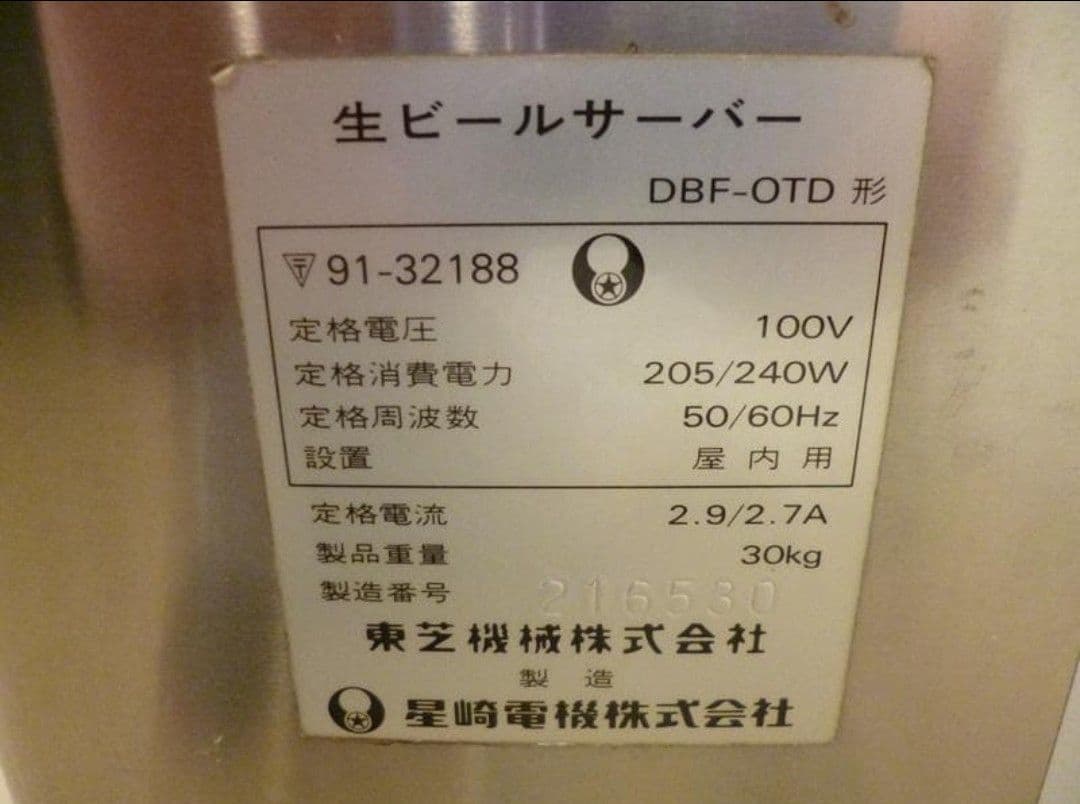 生ビールサーバー
DBF-OTD 形
91-32188
定格電圧 100V
定格消費電力 205/240W
定格周波数 50/60Hz
設置 屋内用
定格電流 2.9/2.7A
製品重量 30kg
製造番号 216530
東芝機械株式会社
製造
星崎電機株式会社